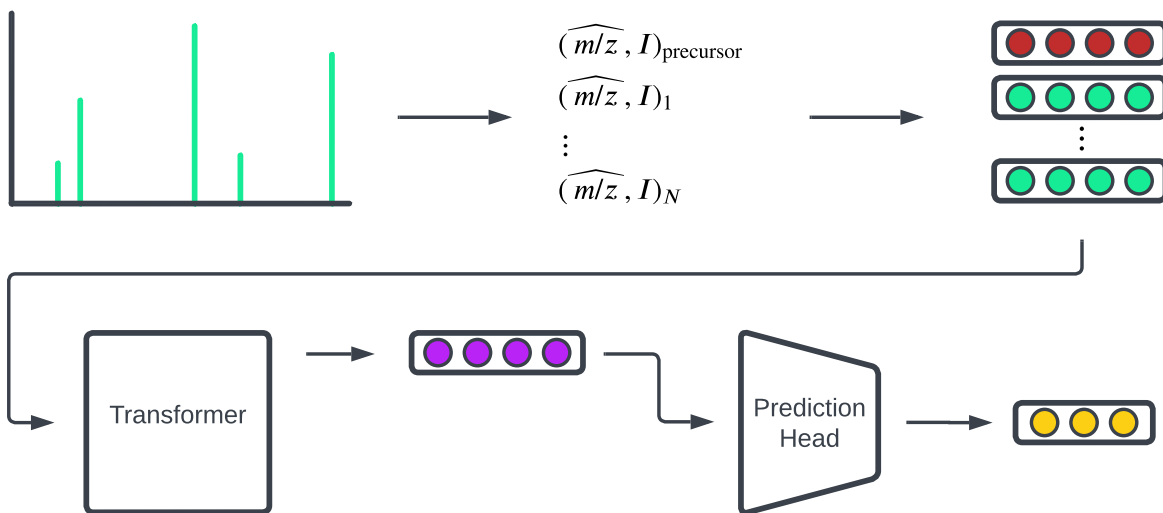 (m/z, I)precursor
(m/z, I)1
⋮
(m/z, I)N
⋮
Transformer
Prediction
Head